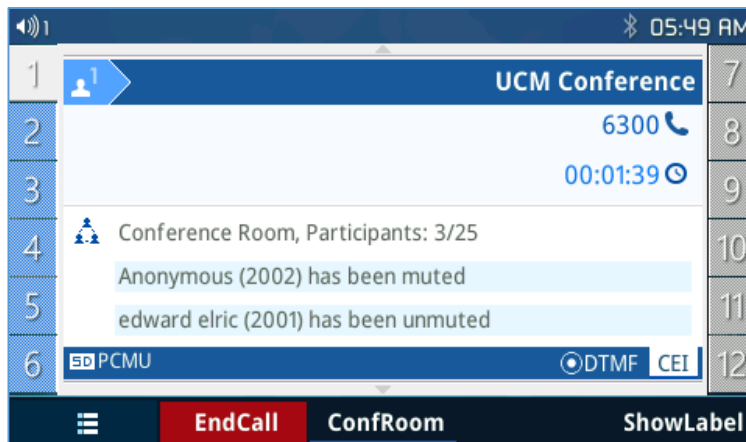 1 05:49 AM
1 1 UCM Conference 7
2 6300 8
3 00:01:39 9
4 Conference Room, Participants: 3/25 10
Anonymous (2002) has been muted
5 edward elric (2001) has been unmuted 11
6 SD PCMU DTMF CEI 12
EndCall ConfRoom ShowLabel